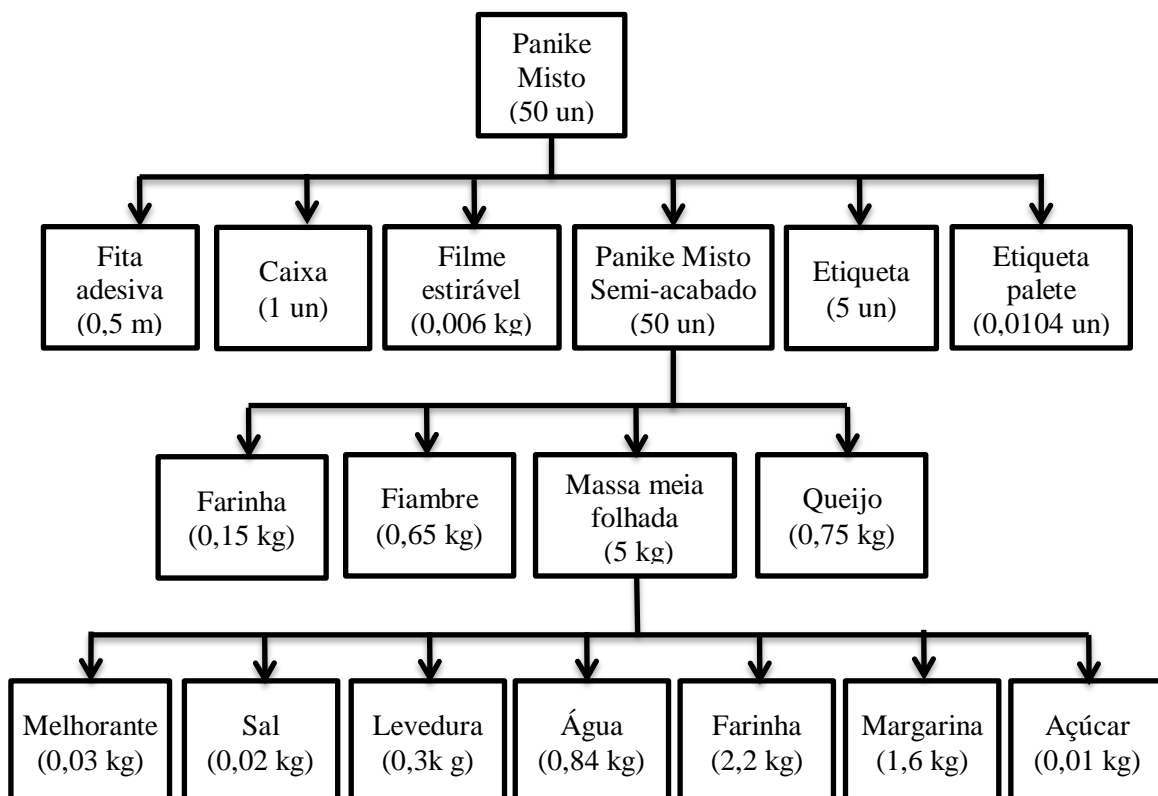 Panike
Misto
(50 un)
Fita
adesiva
(0,5 m)
Caixa
(1 un)
Filme
estirável
(0,006 kg)
Panike Misto
Semi-acabado
(50 un)
Etiqueta
(5 un)
Etiqueta
palete
(0,0104 un)
Farinha
(0,15 kg)
Fiambre
(0,65 kg)
Massa meia
folhada
(5 kg)
Queijo
(0,75 kg)
Melhorante
(0,03 kg)
Sal
(0,02 kg)
Levedura
(0,3k g)
Água
(0,84 kg)
Farinha
(2,2 kg)
Margarina
(1,6 kg)
Açúcar
(0,01 kg)